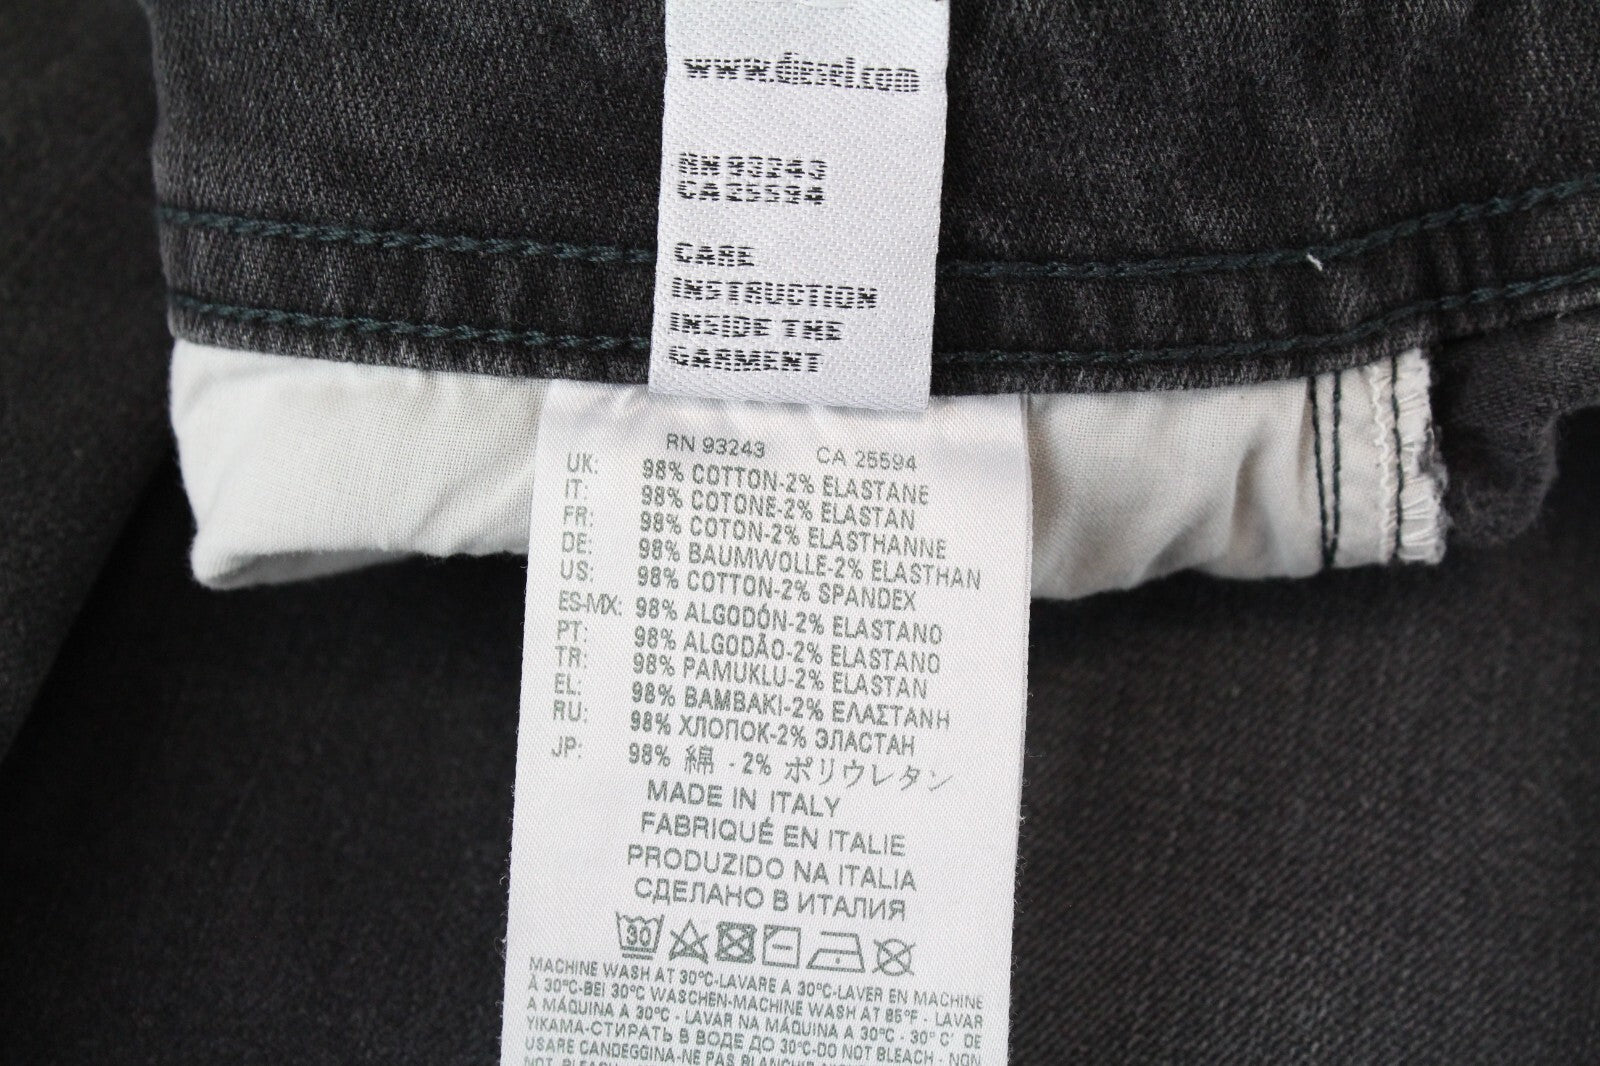 www.diesel.com
RN 93243
CA 25594
CARE
INSTRUCTION
INSIDE THE
GARMENT
RN 93243 CA 25594
UK: 98% COTTON-2% ELASTANE
IT: 98% COTONE-2% ELASTAN
FR: 98% COTON-2% ELASTHANNE
DE: 98% BAUMWOLLE-2% ELASTHAN
US: 98% COTTON-2% SPANDEX
ES-MX: 98% ALGODÓN-2% ELASTANO
PT: 98% ALGODÃO-2% ELASTANO
TR: 98% PAMUKLU-2% ELASTAN
EL: 98% ΒΑΜΒΑΚΙ-2% ΕΛΑΣΤΑΝΗ
RU: 98% ХЛОПОК-2% ЭЛАСТАН
JP: 98% 綿 - 2% ポリウレタン
MADE IN ITALY
FABRIQUÉ EN ITALIE
PRODUZIDO NA ITALIA
СДЕЛАНО В ИТАЛИЯ
30
MACHINE WASH AT 30°C-LAVARE A 30°C-LAVER EN MACHINE
À 30°C-BEI 30°C WASCHEN-MACHINE WASH AT 85°F - LAVAR
A MÁQUINA A 30°C - LAVAR NA MÁQUINA A 30°C - 30° C' DE
YIKAMA-СТИРАТЬ В ВОДЕ ДО 30°C-DO NOT BLEACH - NON
USARE CANDEGGINA-NE PAS BLANCHIR
NOT BLEACH